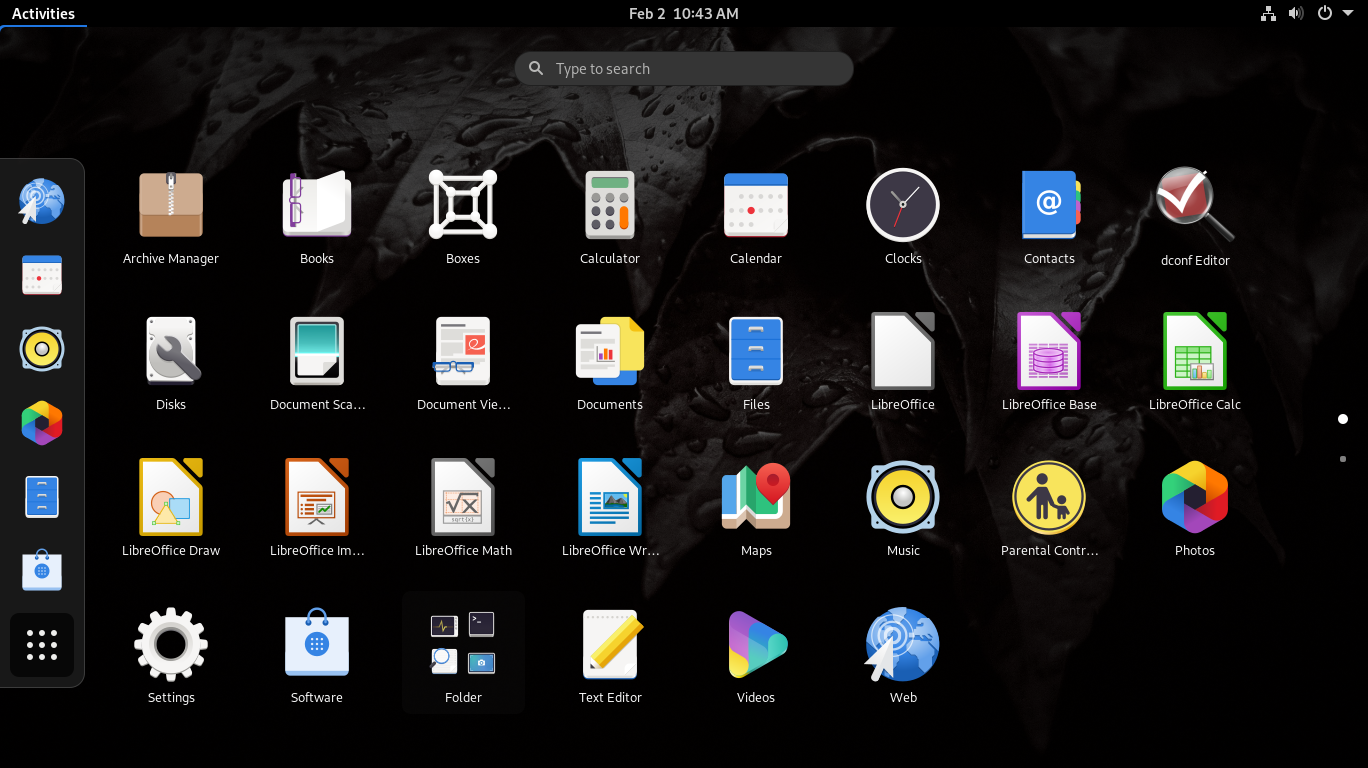 Activities
Feb 2 10:43 AM
Type to search
Archive Manager
Books
Boxes
Calculator
Calendar
Clocks
Contacts
dconf Editor
Disks
Document Sca...
Document Vie...
Documents
Files
LibreOffice
LibreOffice Base
LibreOffice Calc
LibreOffice Draw
LibreOffice Im...
LibreOffice Math
LibreOffice Wr...
Maps
Music
Parental Contr...
Photos
Settings
Software
Folder
Text Editor
Videos
Web